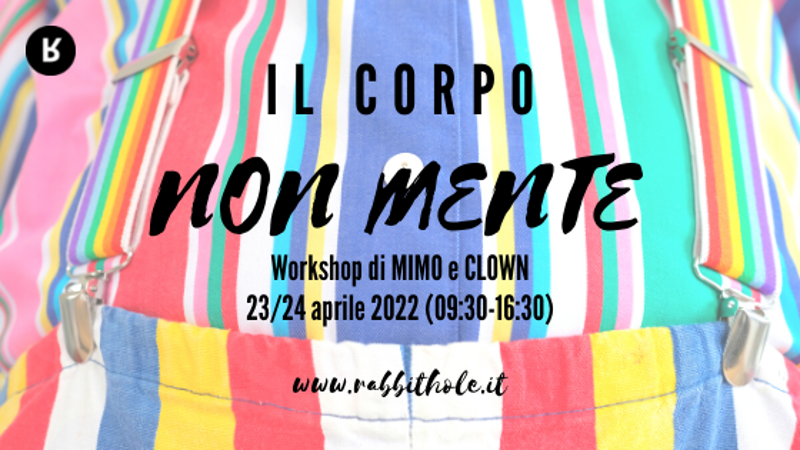 R
IL CORPO
NON MENTE
Workshop di MIMO e CLOWN
23/24 aprile 2022 (09:30-16:30)
www.rabbithole.it